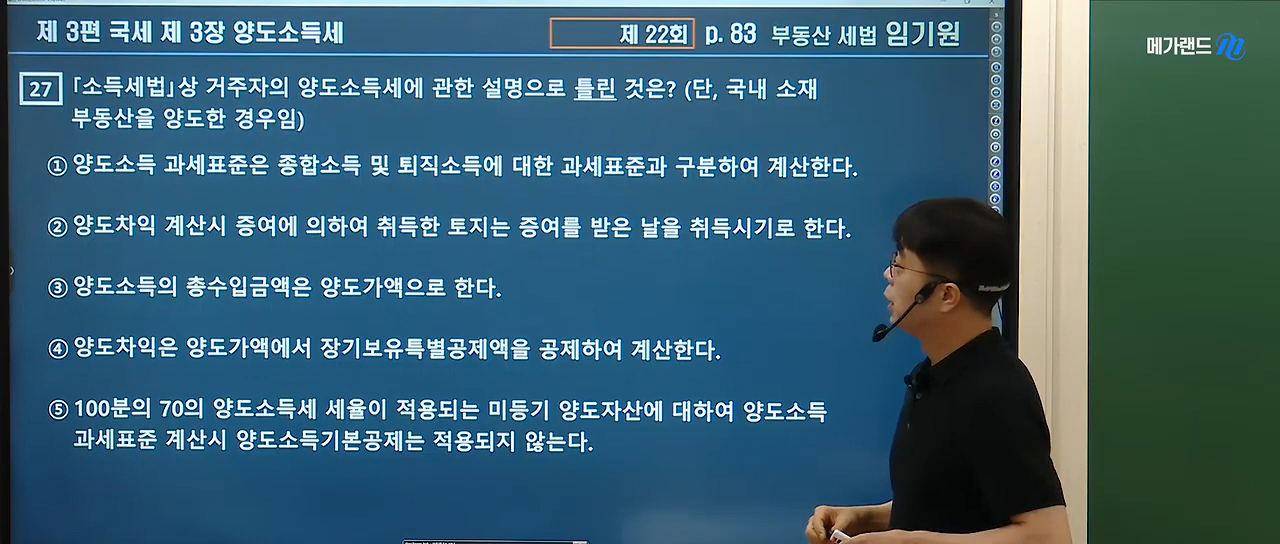 제 3편 국세 제 3장 양도소득세
제 22회 p. 83 부동산 세법 임기원
메가랜드
27 「소득세법」상 거주자의 양도소득세에 관한 설명으로 틀린 것은? (단, 국내 소재
부동산을 양도한 경우임)
① 양도소득 과세표준은 종합소득 및 퇴직소득에 대한 과세표준과 구분하여 계산한다.
② 양도차익 계산시 증여에 의하여 취득한 토지는 증여를 받은 날을 취득시기로 한다.
③ 양도소득의 총수입금액은 양도가액으로 한다.
④ 양도차익은 양도가액에서 장기보유특별공제액을 공제하여 계산한다.
⑤ 100분의 70의 양도소득세 세율이 적용되는 미등기 양도자산에 대하여 양도소득
과세표준 계산시 양도소득기본공제는 적용되지 않는다.